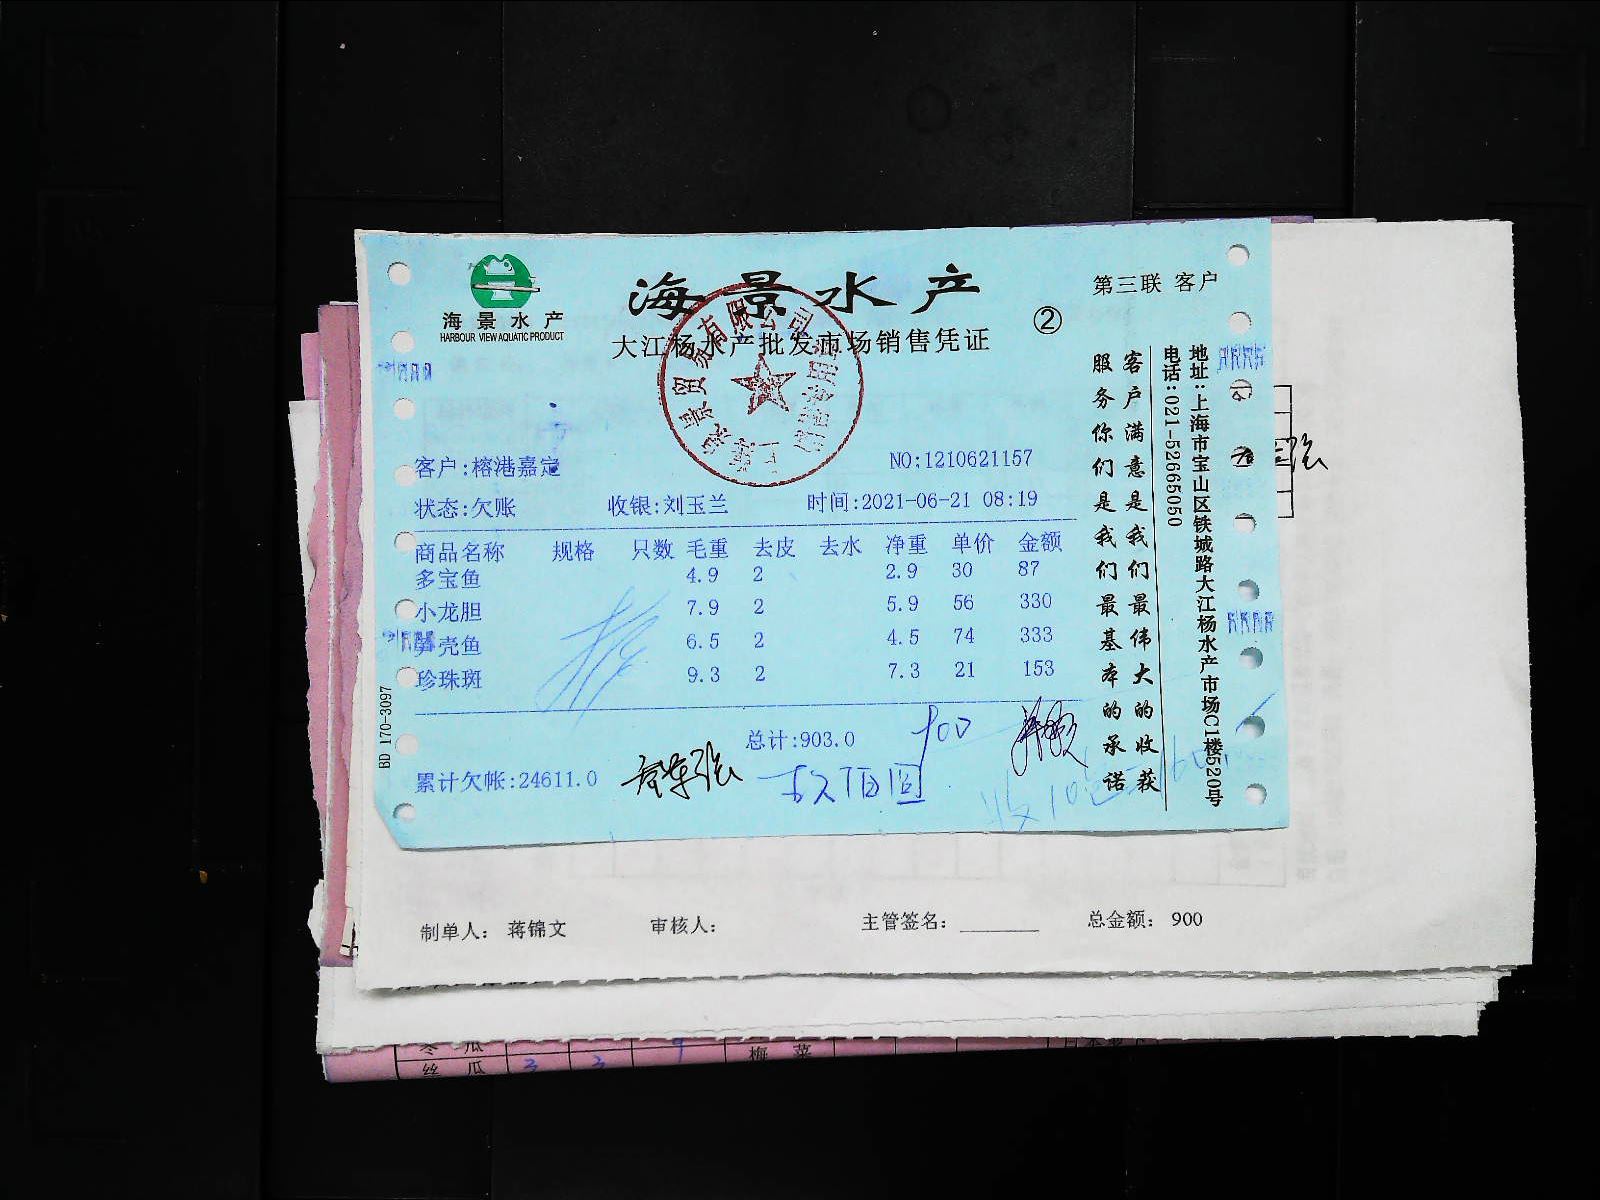 海景水产
HARBOUR VIEW AQUATIC PRODUCT
海景水产
大江杨水产批发市场销售凭证
②
第三联 客户
客户:榕港嘉定
NO:1210621157
状态:欠账 收银:刘玉兰 时间:2021-06-21 08:19
商品名称 规格 只数 毛重 去皮 去水 净重 单价 金额
多宝鱼 4.9 2 2.9 30 87
小龙胆 7.9 2 5.9 56 330
笋壳鱼 6.5 2 4.5 74 333
珍珠斑 9.3 2 7.3 21 153
总计:903.0
900
累计欠帐:24611.0
BD 170-3097
客户满意是我们最伟大的收获
服务你们是我们最基本的承诺
地址:上海市宝山区铁城路大江杨水产市场C1楼520号
电话:021-52665050
制单人: 蒋锦文 审核人: 主管签名: 总金额: 900
冬瓜 9
丝瓜 3 3 梅菜